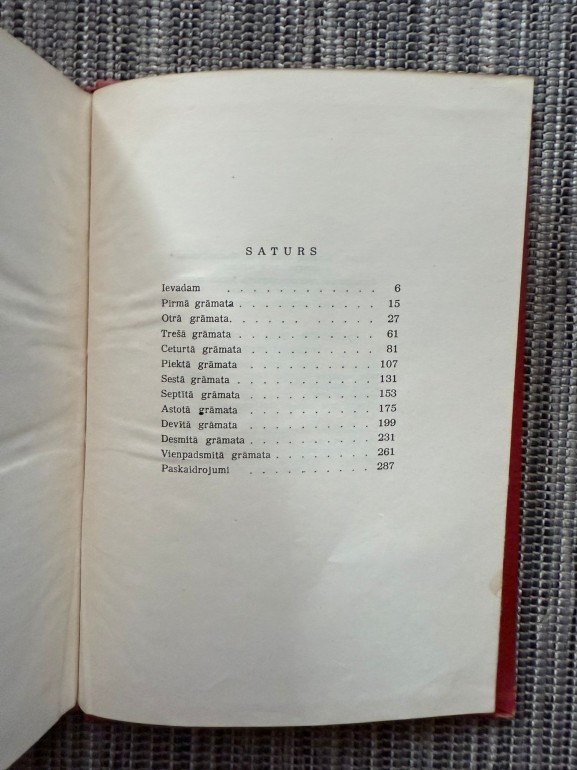 SATURS
Ievadam . . . . . . . . . . . . 6
Pirmā grāmata . . . . . . . . . . . 15
Otrā grāmata. . . . . . . . . . . 27
Trešā grāmata . . . . . . . . . . . 61
Ceturtā grāmata . . . . . . . . . . 81
Piektā grāmata . . . . . . . . . . 107
Sestā grāmata . . . . . . . . . . . 131
Septītā grāmata . . . . . . . . . . 153
Astotā grāmata . . . . . . . . . . 175
Devītā grāmata . . . . . . . . . . 199
Desmitā grāmata . . . . . . . . . . 231
Vienpadsmitā grāmata . . . . . . . . 261
Paskaidrojumi . . . . . . . . . . 287